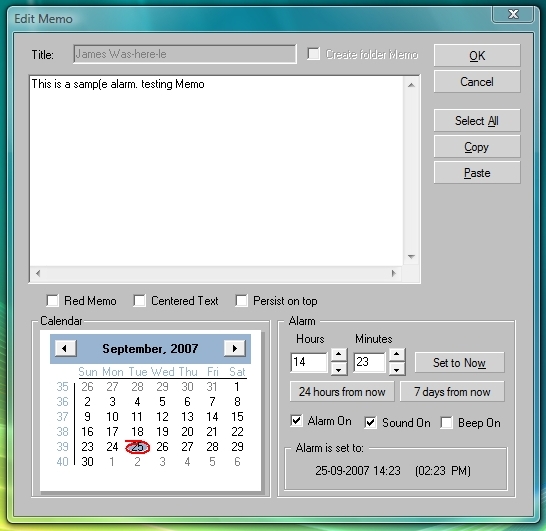 Edit Memo
Title: James Was-here-le Create folder Memo OK
Cancel
This is a samp(e alarm. testing Memo
Select All
Copy
Paste
Red Memo Centered Text Persist on top
Calendar Alarm
September, 2007
Hours Minutes
14 23 Set to Now
24 hours from now 7 days from now
Alarm On Sound On Beep On
Alarm is set to:
25-09-2007 14:23 (02:23 PM)
Sun Mon Tue Wed Thu Fri Sat
35 26 27 28 29 30 31 1
36 2 3 4 5 6 7 8
37 9 10 11 12 13 14 15
38 16 17 18 19 20 21 22
39 23 24 25 26 27 28 29
40 30 1 2 3 4 5 6